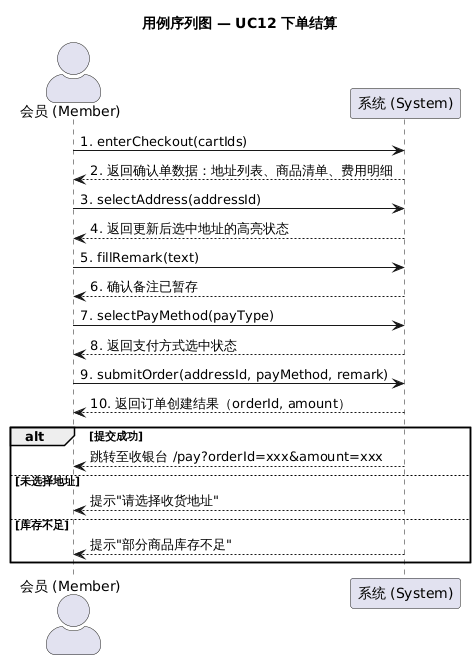 用例序列图 — UC12 下单结算
会员 (Member)
系统 (System)
1. enterCheckout(cartIds)
2. 返回确认单数据：地址列表、商品清单、费用明细
3. selectAddress(addressId)
4. 返回更新后选中地址的高亮状态
5. fillRemark(text)
6. 确认备注已暂存
7. selectPayMethod(payType)
8. 返回支付方式选中状态
9. submitOrder(addressId, payMethod, remark)
10. 返回订单创建结果（orderId, amount）
alt [提交成功]
跳转至收银台 /pay?orderId=xxx&amount=xxx
[未选择地址]
提示"请选择收货地址"
[库存不足]
提示"部分商品库存不足"
会员 (Member)
系统 (System)